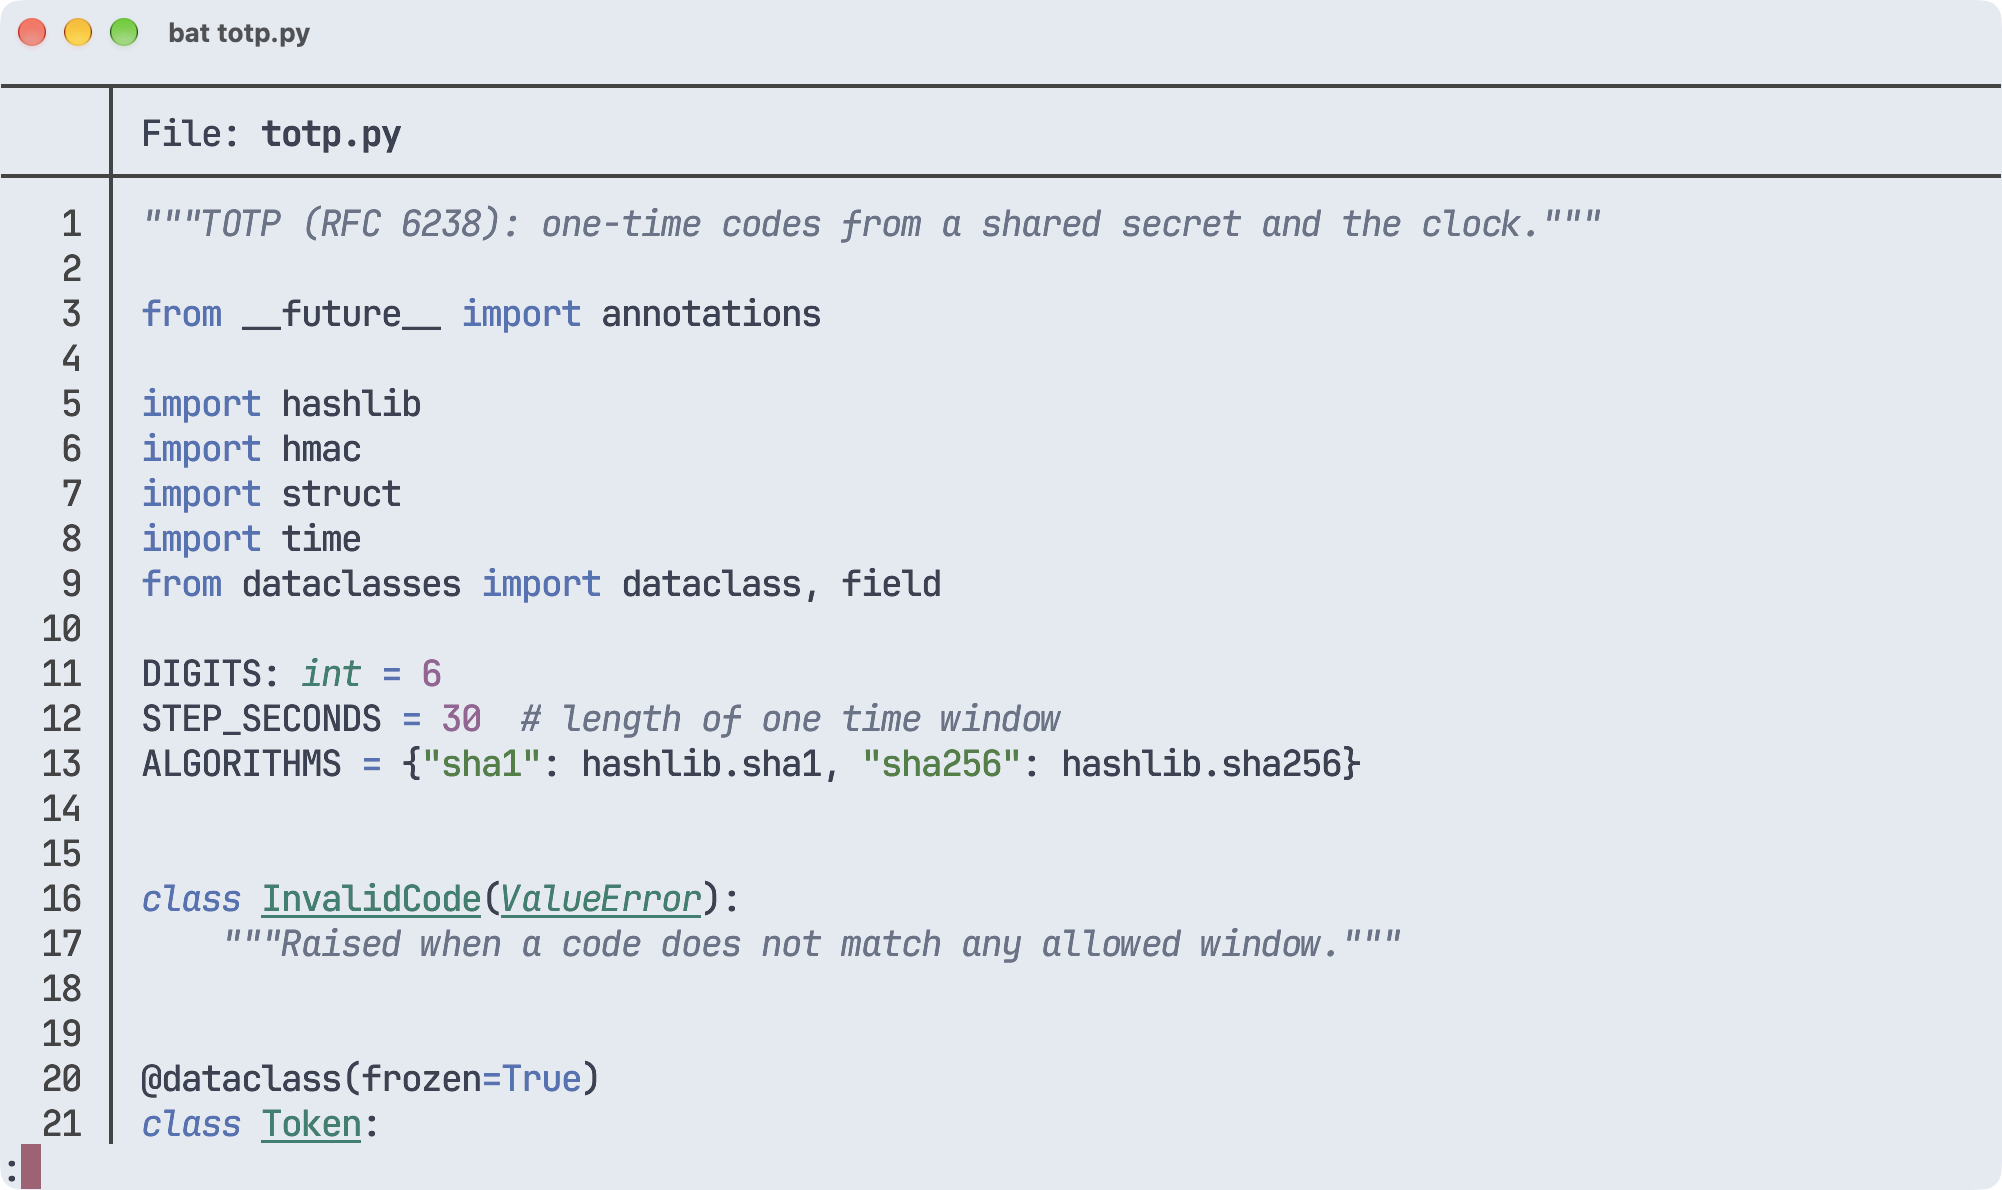 bat totp.py
File: totp.py
1 """TOTP (RFC 6238): one-time codes from a shared secret and the clock."""
2
3 from __future__ import annotations
4
5 import hashlib
6 import hmac
7 import struct
8 import time
9 from dataclasses import dataclass, field
10
11 DIGITS: int = 6
12 STEP_SECONDS = 30  # length of one time window
13 ALGORITHMS = {"sha1": hashlib.sha1, "sha256": hashlib.sha256}
14
15
16 class InvalidCode(ValueError):
17     """Raised when a code does not match any allowed window."""
18
19
20 @dataclass(frozen=True)
21 class Token:
: